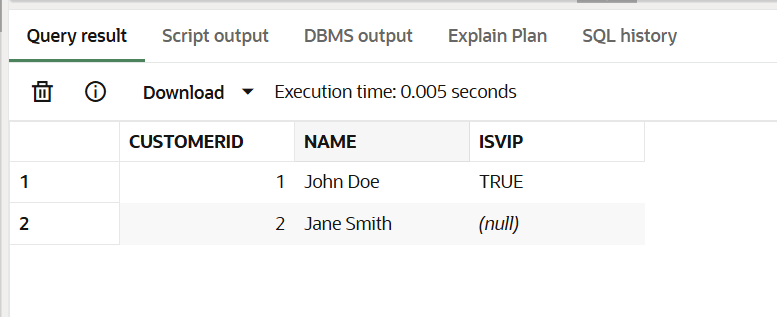 Query result Script output DBMS output Explain Plan SQL history
Download Execution time: 0.005 seconds
CUSTOMERID NAME ISVIP
1 1 John Doe TRUE
2 2 Jane Smith (null)